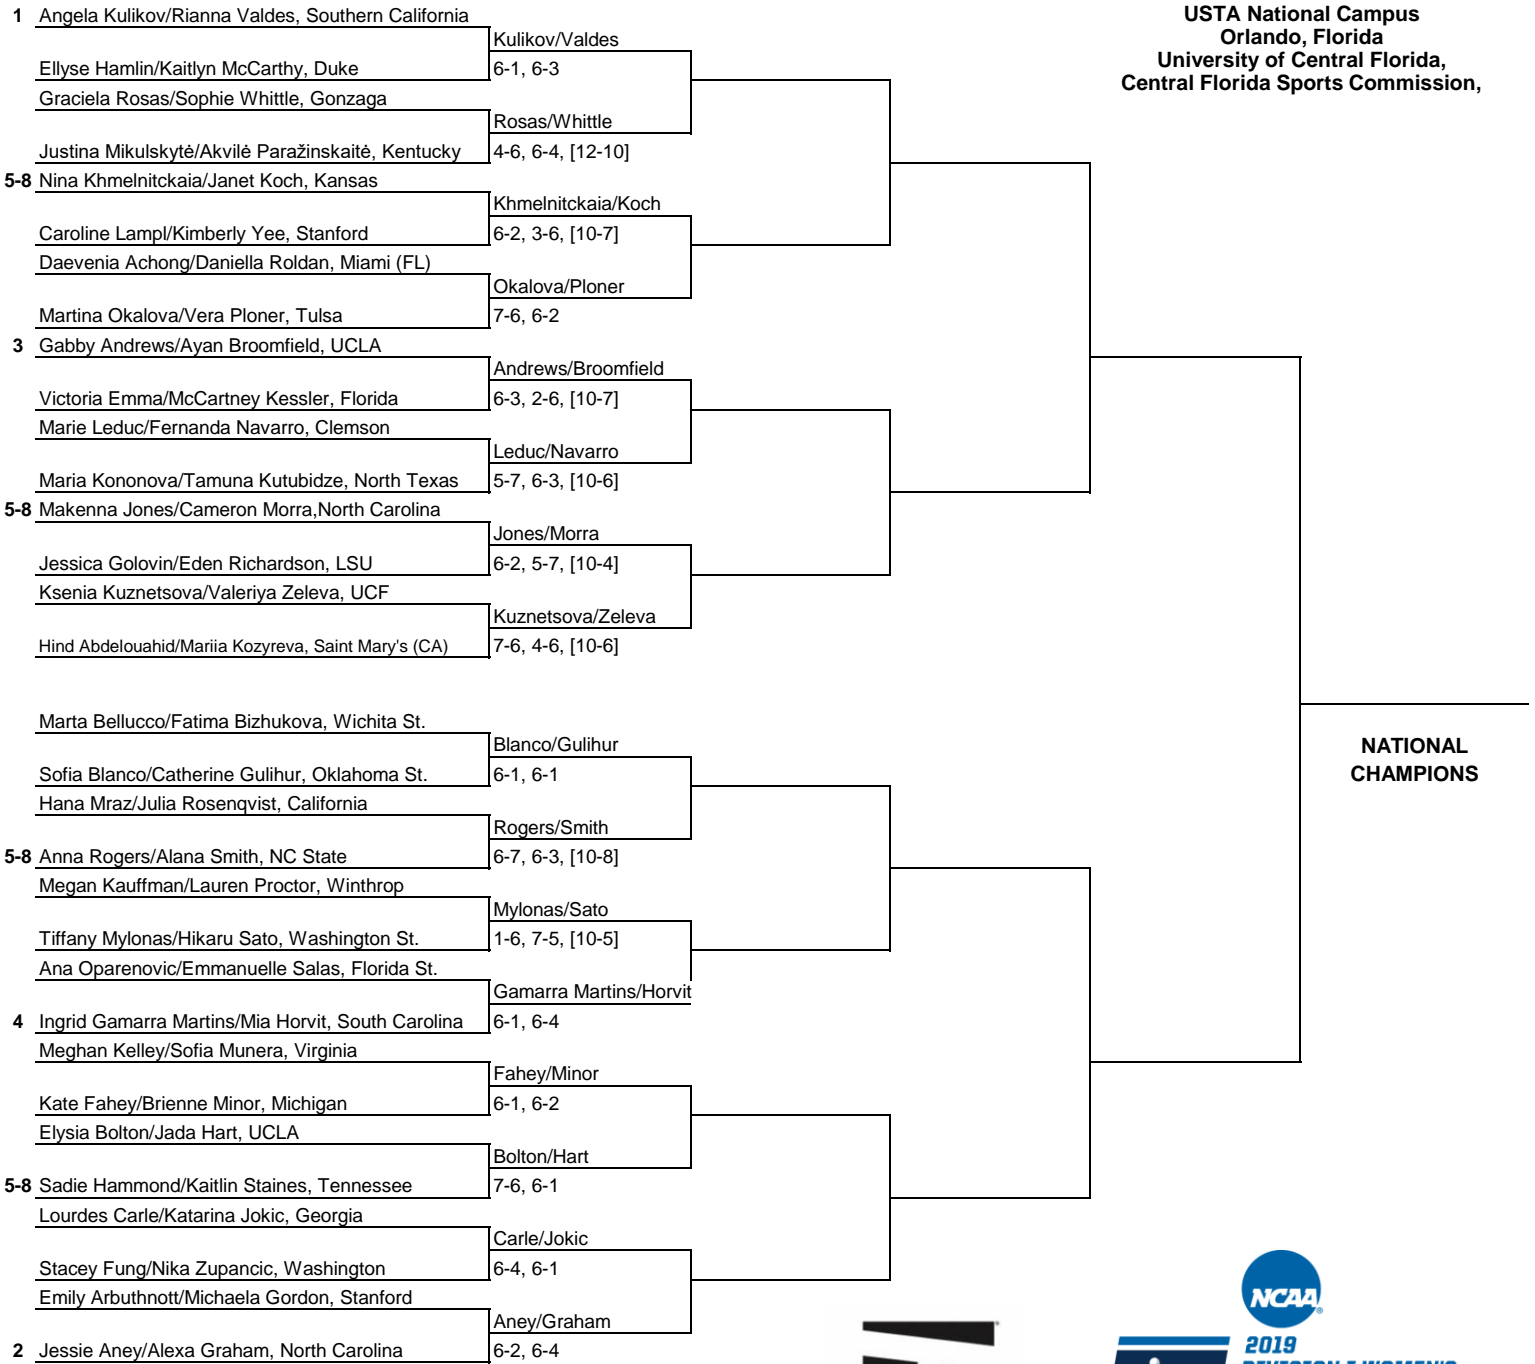 USTA National Campus
Orlando, Florida
University of Central Florida,
Central Florida Sports Commission,
1 Angela Kulikov/Rianna Valdes, Southern California
Kulikov/Valdes
Ellyse Hamlin/Kaitlyn McCarthy, Duke 6-1, 6-3
Graciela Rosas/Sophie Whittle, Gonzaga
Rosas/Whittle
Justina Mikulskytė/Akvilė Paražinskaitė, Kentucky 4-6, 6-4, [12-10]
5-8 Nina Khmelnitckaia/Janet Koch, Kansas
Khmelnitckaia/Koch
Caroline Lampl/Kimberly Yee, Stanford 6-2, 3-6, [10-7]
Daevenia Achong/Daniella Roldan, Miami (FL)
Okalova/Ploner
Martina Okalova/Vera Ploner, Tulsa 7-6, 6-2
3 Gabby Andrews/Ayan Broomfield, UCLA
Andrews/Broomfield
Victoria Emma/McCartney Kessler, Florida 6-3, 2-6, [10-7]
Marie Leduc/Fernanda Navarro, Clemson
Leduc/Navarro
Maria Kononova/Tamuna Kutubidze, North Texas 5-7, 6-3, [10-6]
5-8 Makenna Jones/Cameron Morra,North Carolina
Jones/Morra
Jessica Golovin/Eden Richardson, LSU 6-2, 5-7, [10-4]
Ksenia Kuznetsova/Valeriya Zeleva, UCF
Kuznetsova/Zeleva
Hind Abdelouahid/Mariia Kozyreva, Saint Mary's (CA) 7-6, 4-6, [10-6]
Marta Bellucco/Fatima Bizhukova, Wichita St.
Blanco/Gulihur
Sofia Blanco/Catherine Gulihur, Oklahoma St. 6-1, 6-1
NATIONAL
CHAMPIONS
Hana Mraz/Julia Rosenqvist, California
Rogers/Smith
5-8 Anna Rogers/Alana Smith, NC State 6-7, 6-3, [10-8]
Megan Kauffman/Lauren Proctor, Winthrop
Mylonas/Sato
Tiffany Mylonas/Hikaru Sato, Washington St. 1-6, 7-5, [10-5]
Ana Oparenovic/Emmanuelle Salas, Florida St.
Gamarra Martins/Horvit
4 Ingrid Gamarra Martins/Mia Horvit, South Carolina 6-1, 6-4
Meghan Kelley/Sofia Munera, Virginia
Fahey/Minor
Kate Fahey/Brienne Minor, Michigan 6-1, 6-2
Elysia Bolton/Jada Hart, UCLA
Bolton/Hart
5-8 Sadie Hammond/Kaitlin Staines, Tennessee 7-6, 6-1
Lourdes Carle/Katarina Jokic, Georgia
Carle/Jokic
Stacey Fung/Nika Zupancic, Washington 6-4, 6-1
Emily Arbuthnott/Michaela Gordon, Stanford
Aney/Graham
2 Jessie Aney/Alexa Graham, North Carolina 6-2, 6-4
NCAA
2019
DIVISION I WOMEN'S